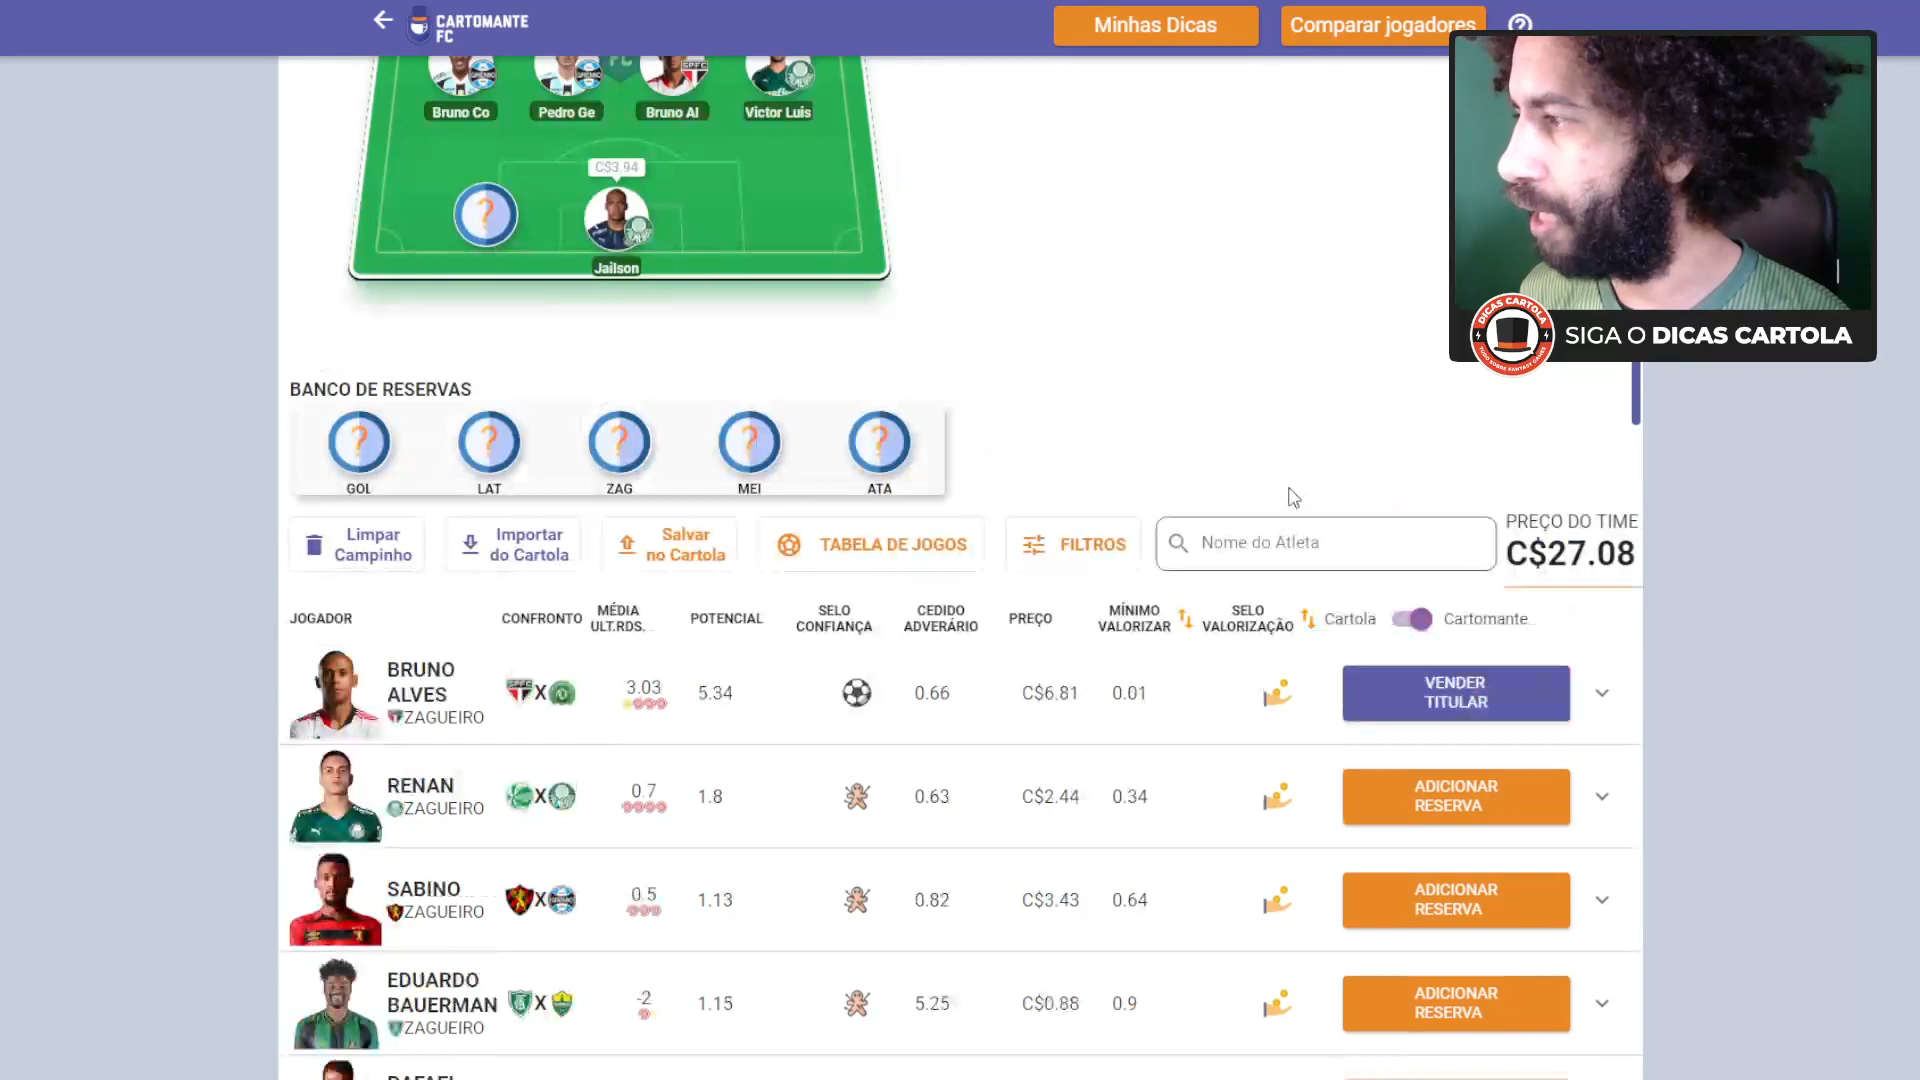 CARTOMANTE
FC
Minhas Dicas
Comparar jogadores
Bruno Co
Pedro Ge
Bruno Al
Victor Luis
C$3.94
Jailson
DICAS CARTOLA
TUDO SOBRE FANTASY GAMES
SIGA O DICAS CARTOLA
BANCO DE RESERVAS
?
?
?
?
?
?
GOL
LAT
ZAG
MEI
ATA
Limpar
Campinho
Importar
do Cartola
Salvar
no Cartola
TABELA DE JOGOS
FILTROS
Nome do Atleta
PREÇO DO TIME
C$27.08
JOGADOR
CONFRONTO
MÉDIA
ULT.RDS.
POTENCIAL
SELO
CONFIANÇA
CEDIDO
ADVERÁRIO
PREÇO
MÍNIMO
VALORIZAR
SELO
VALORIZAÇÃO
Cartola
Cartomante
BRUNO
ALVES
ZAGUEIRO
X
3.03
5.34
0.66
C$6.81
0.01
VENDER
TITULAR
RENAN
ZAGUEIRO
X
0.7
1.8
0.63
C$2.44
0.34
ADICIONAR
RESERVA
SABINO
ZAGUEIRO
X
0.5
1.13
0.82
C$3.43
0.64
ADICIONAR
RESERVA
EDUARDO
BAUERMAN
ZAGUEIRO
X
-2
1.15
5.25
C$0.88
0.9
ADICIONAR
RESERVA